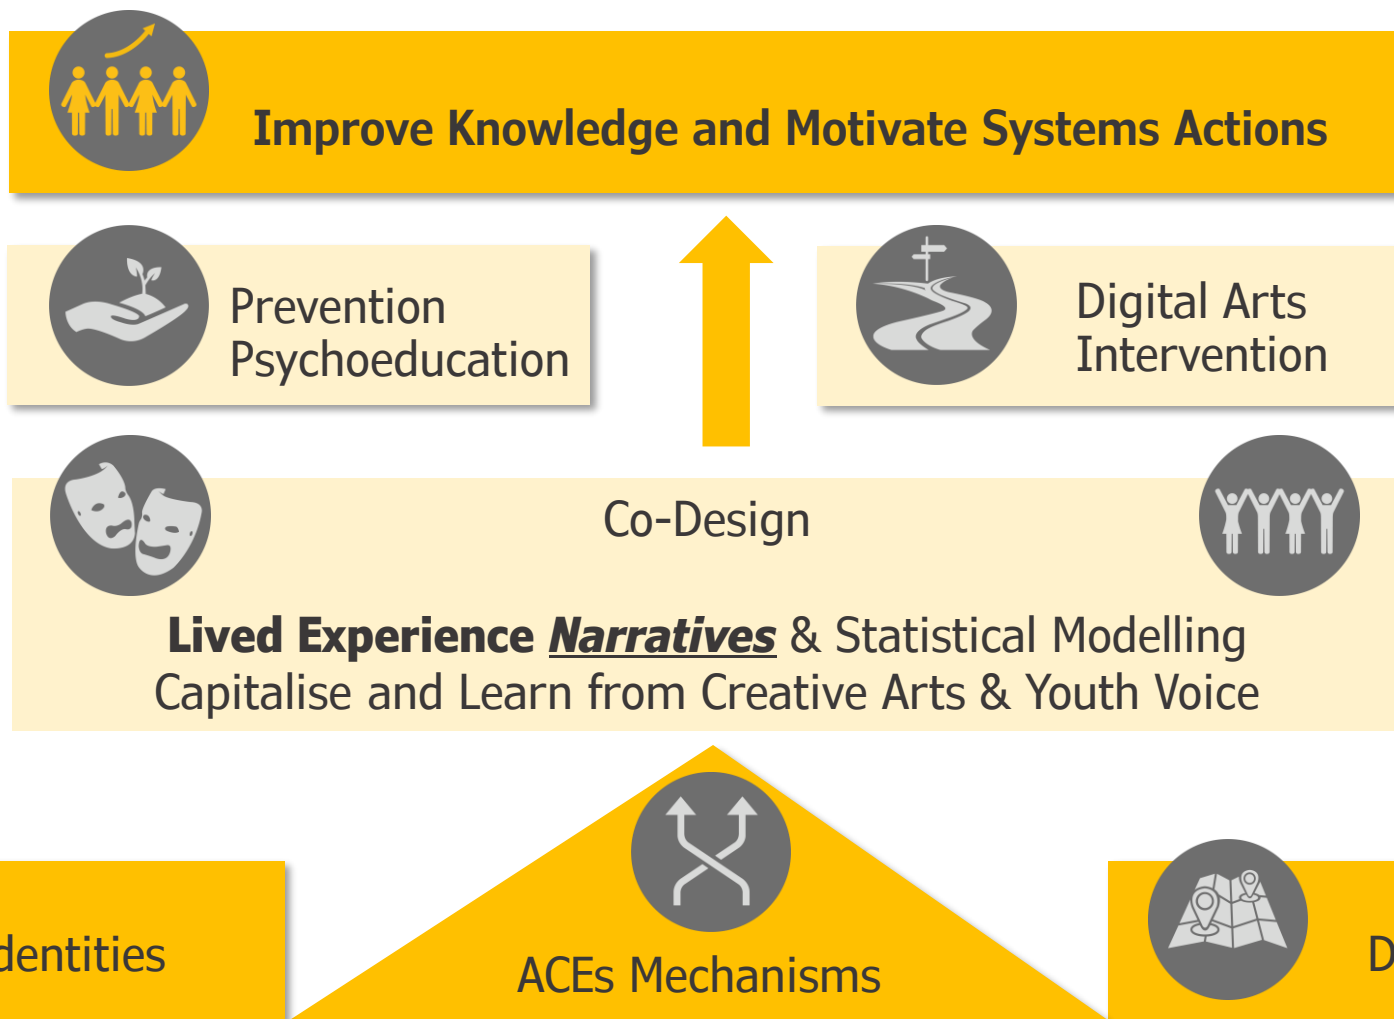 Improve Knowledge and Motivate Systems Actions
Prevention
Psychoeducation
Digital Arts
Intervention
Co-Design
Lived Experience Narratives & Statistical Modelling
Capitalise and Learn from Creative Arts & Youth Voice
dentities
ACEs Mechanisms
D